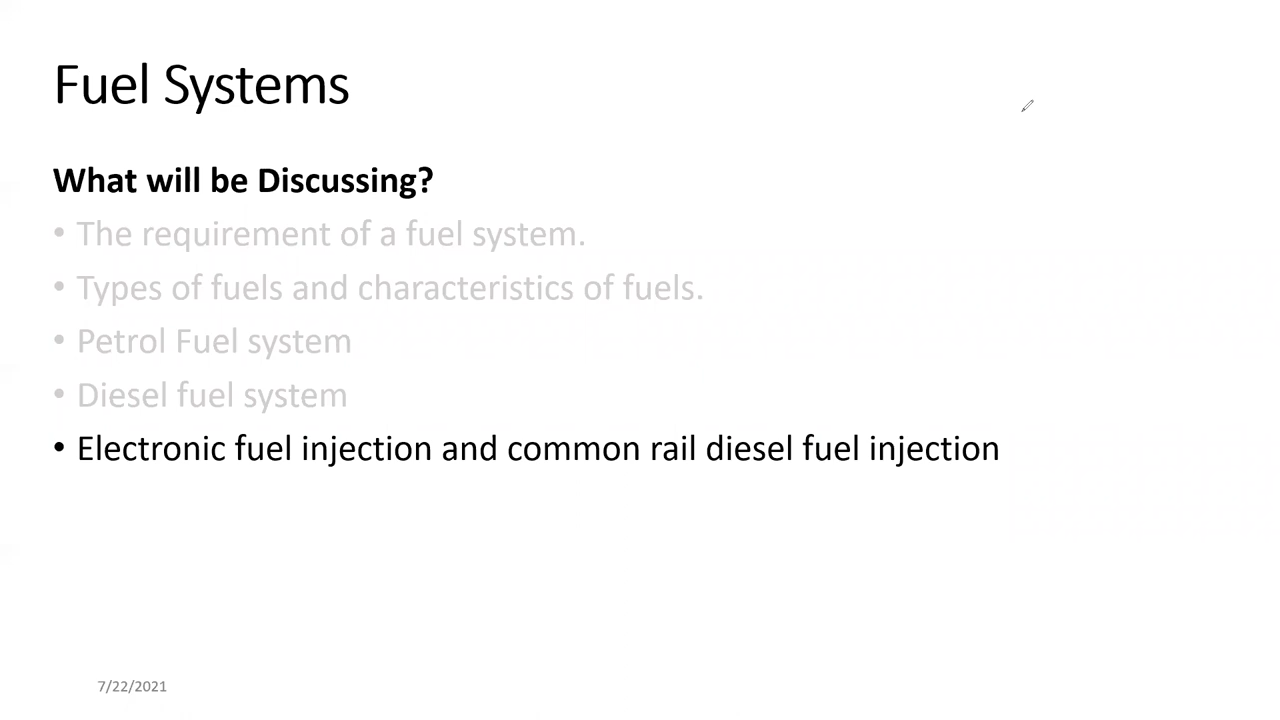 Fuel Systems
What will be Discussing?
• The requirement of a fuel system.
• Types of fuels and characteristics of fuels.
• Petrol Fuel system
• Diesel fuel system
• Electronic fuel injection and common rail diesel fuel injection
7/22/2021